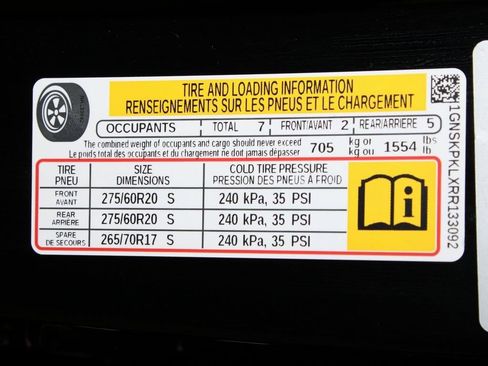 TIRE AND LOADING INFORMATION
RENSEIGNEMENTS SUR LES PNEUS ET LE CHARGEMENT
OCCUPANTS TOTAL 7 FRONT/AVANT 2 REAR/ARRIÈRE 5
The combined weight of occupants and cargo should never exceed 705 kg or 1554 lbs
Le poids total des occupants et du chargement ne doit jamais dépasser kg ou lb
TIRE PNEU SIZE DIMENSIONS COLD TIRE PRESSURE PRESSION DES PNEUS A FROID
FRONT AVANT 275/60R20 S 240 kPa, 35 PSI
REAR ARRIÈRE 275/60R20 S 240 kPa, 35 PSI
SPARE DE SECOURS 265/70R17 S 240 kPa, 35 PSI
1GNSKPKLXRR133092